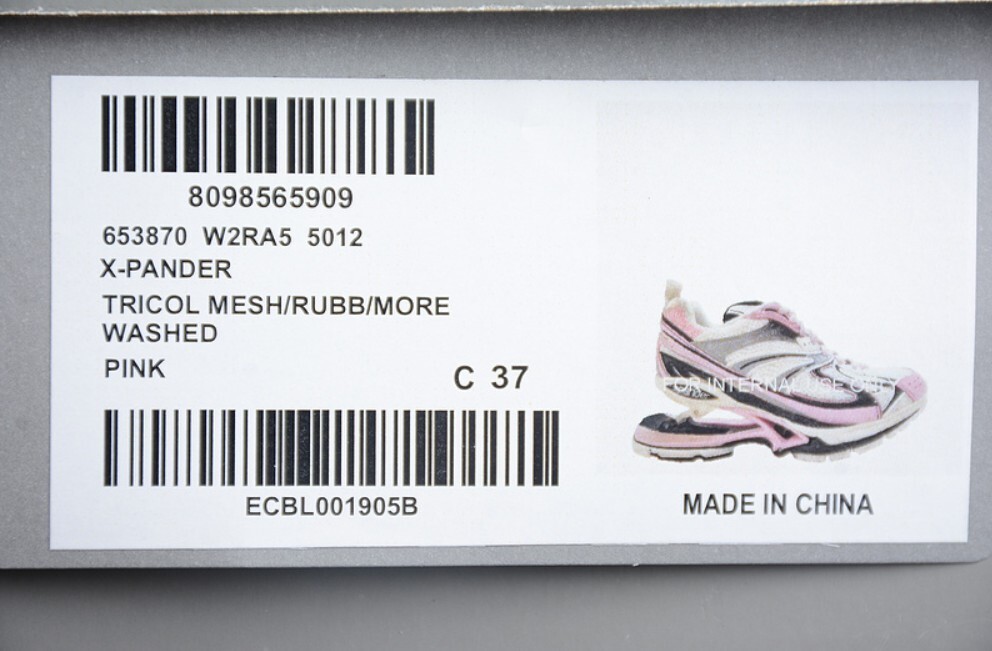 8098565909
653870 W2RA5 5012
X-PANDER
TRICOL MESH/RUBB/MORE
WASHED
PINK
C 37
ECBL001905B
FOR INTERNAL USE ONLY
MADE IN CHINA